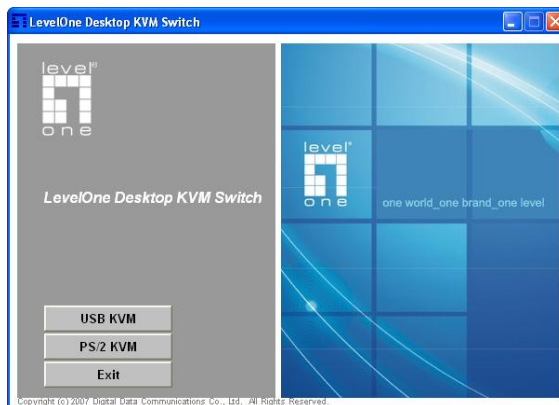 LevelOne Desktop KVM Switch
level®
one
LevelOne Desktop KVM Switch
level®
one
one world_one brand_one level
USB KVM
PS/2 KVM
Exit
Copyright (c) 2007 Digital Data Communications Co., Ltd. All Rights Reserved.